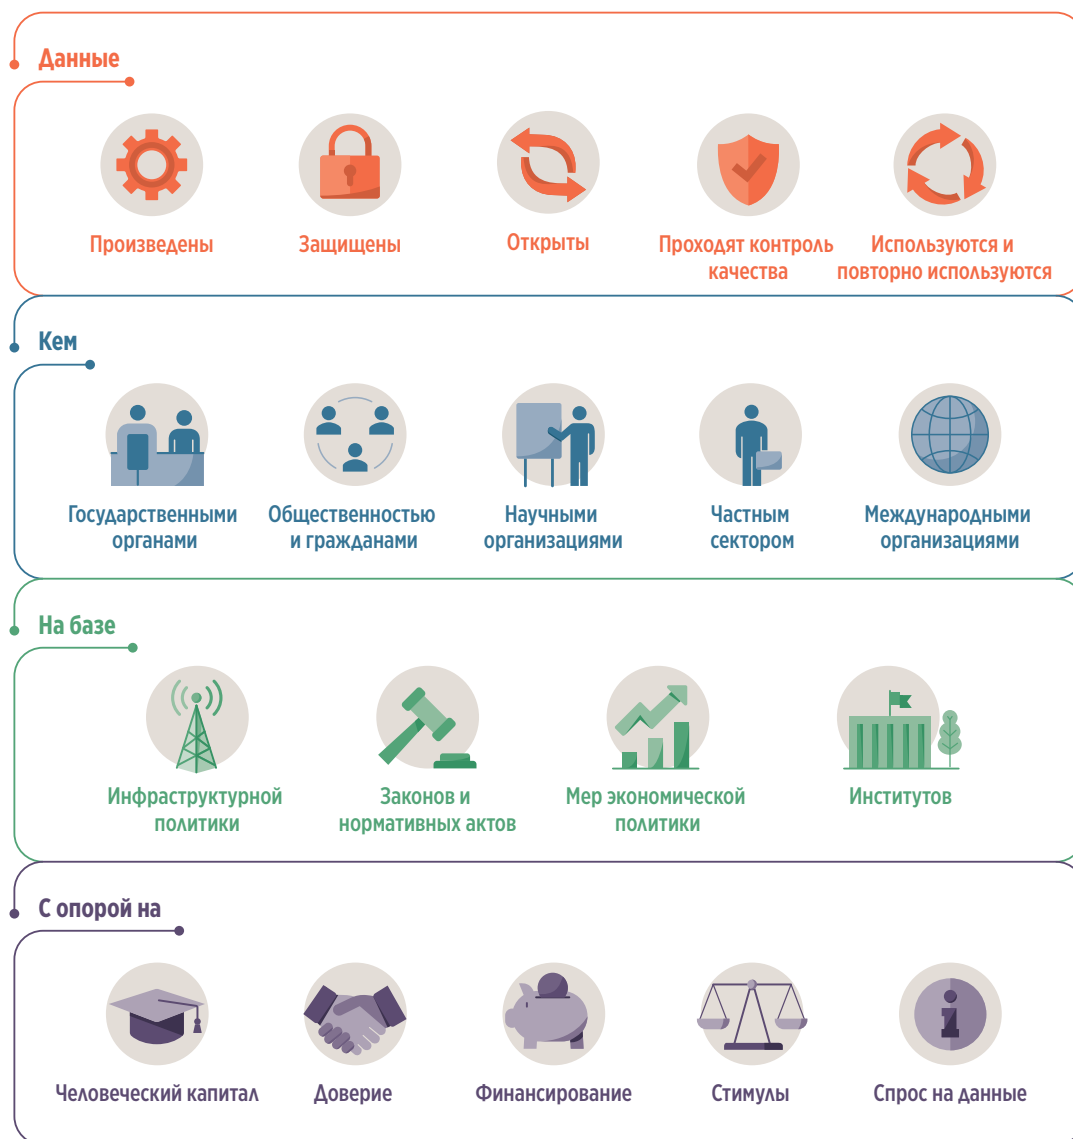 Данные
Произведены
Защищены
Открыты
Проходят контроль
качества
Используются и
повторно используются
Кем
Государственными
органами
Общественностью
и гражданами
Научными
организациями
Частным
сектором
Международными
организациями
На базе
Инфраструктурной
политики
Законов и
нормативных актов
Мер экономической
политики
Институтов
С опорой на
Человеческий капитал
Доверие
Финансирование
Стимулы
Спрос на данные